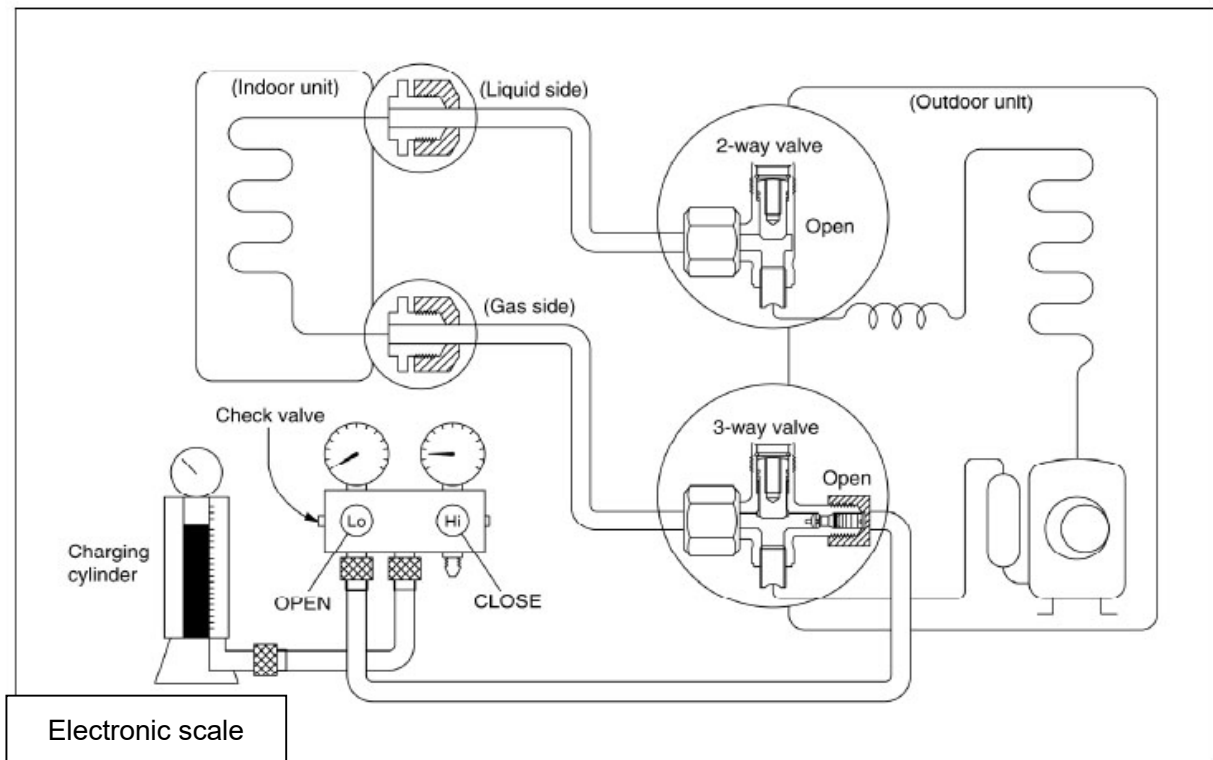 (Indoor unit)
(Liquid side)
(Outdoor unit)
2-way valve
Open
(Gas side)
Check valve
3-way valve
Open
Lo
Hi
Charging
cylinder
OPEN
CLOSE
Electronic scale